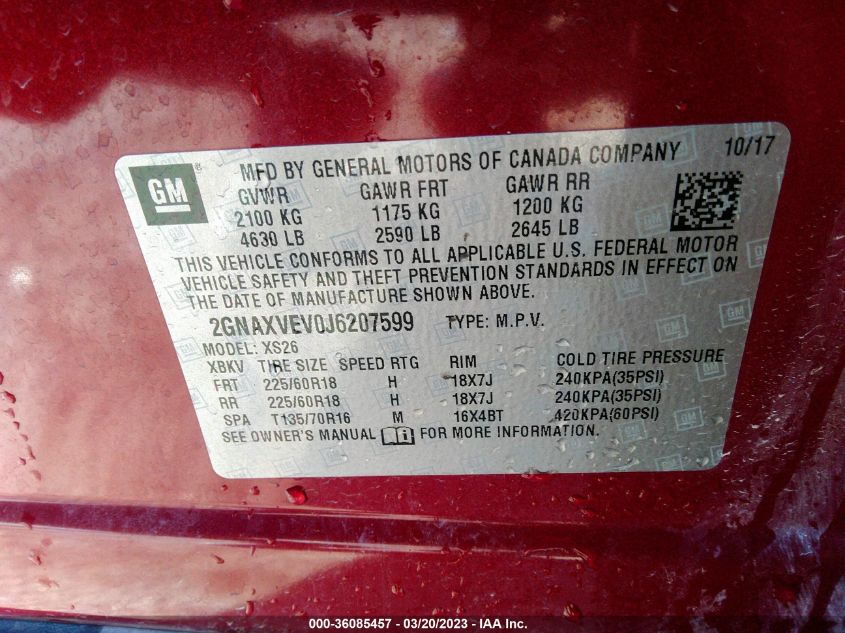 GM ®
MFD BY GENERAL MOTORS OF CANADA COMPANY 10/17
GVWR GAWR FRT GAWR RR
2100 KG 1175 KG 1200 KG
4630 LB 2590 LB 2645 LB
THIS VEHICLE CONFORMS TO ALL APPLICABLE U.S. FEDERAL MOTOR
VEHICLE SAFETY AND THEFT PREVENTION STANDARDS IN EFFECT ON
THE DATE OF MANUFACTURE SHOWN ABOVE.
2GNAXVEV0J6207599 TYPE: M.P.V.
MODEL: XS26
XBKV TIRE SIZE SPEED RTG RIM COLD TIRE PRESSURE
FRT 225/60R18 H 18X7J 240KPA(35PSI)
RR 225/60R18 H 18X7J 240KPA(35PSI)
SPA T135/70R16 M 16X4BT 420KPA(60PSI)
SEE OWNER'S MANUAL FOR MORE INFORMATION.
000-36085457 - 03/20/2023 - IAA Inc.